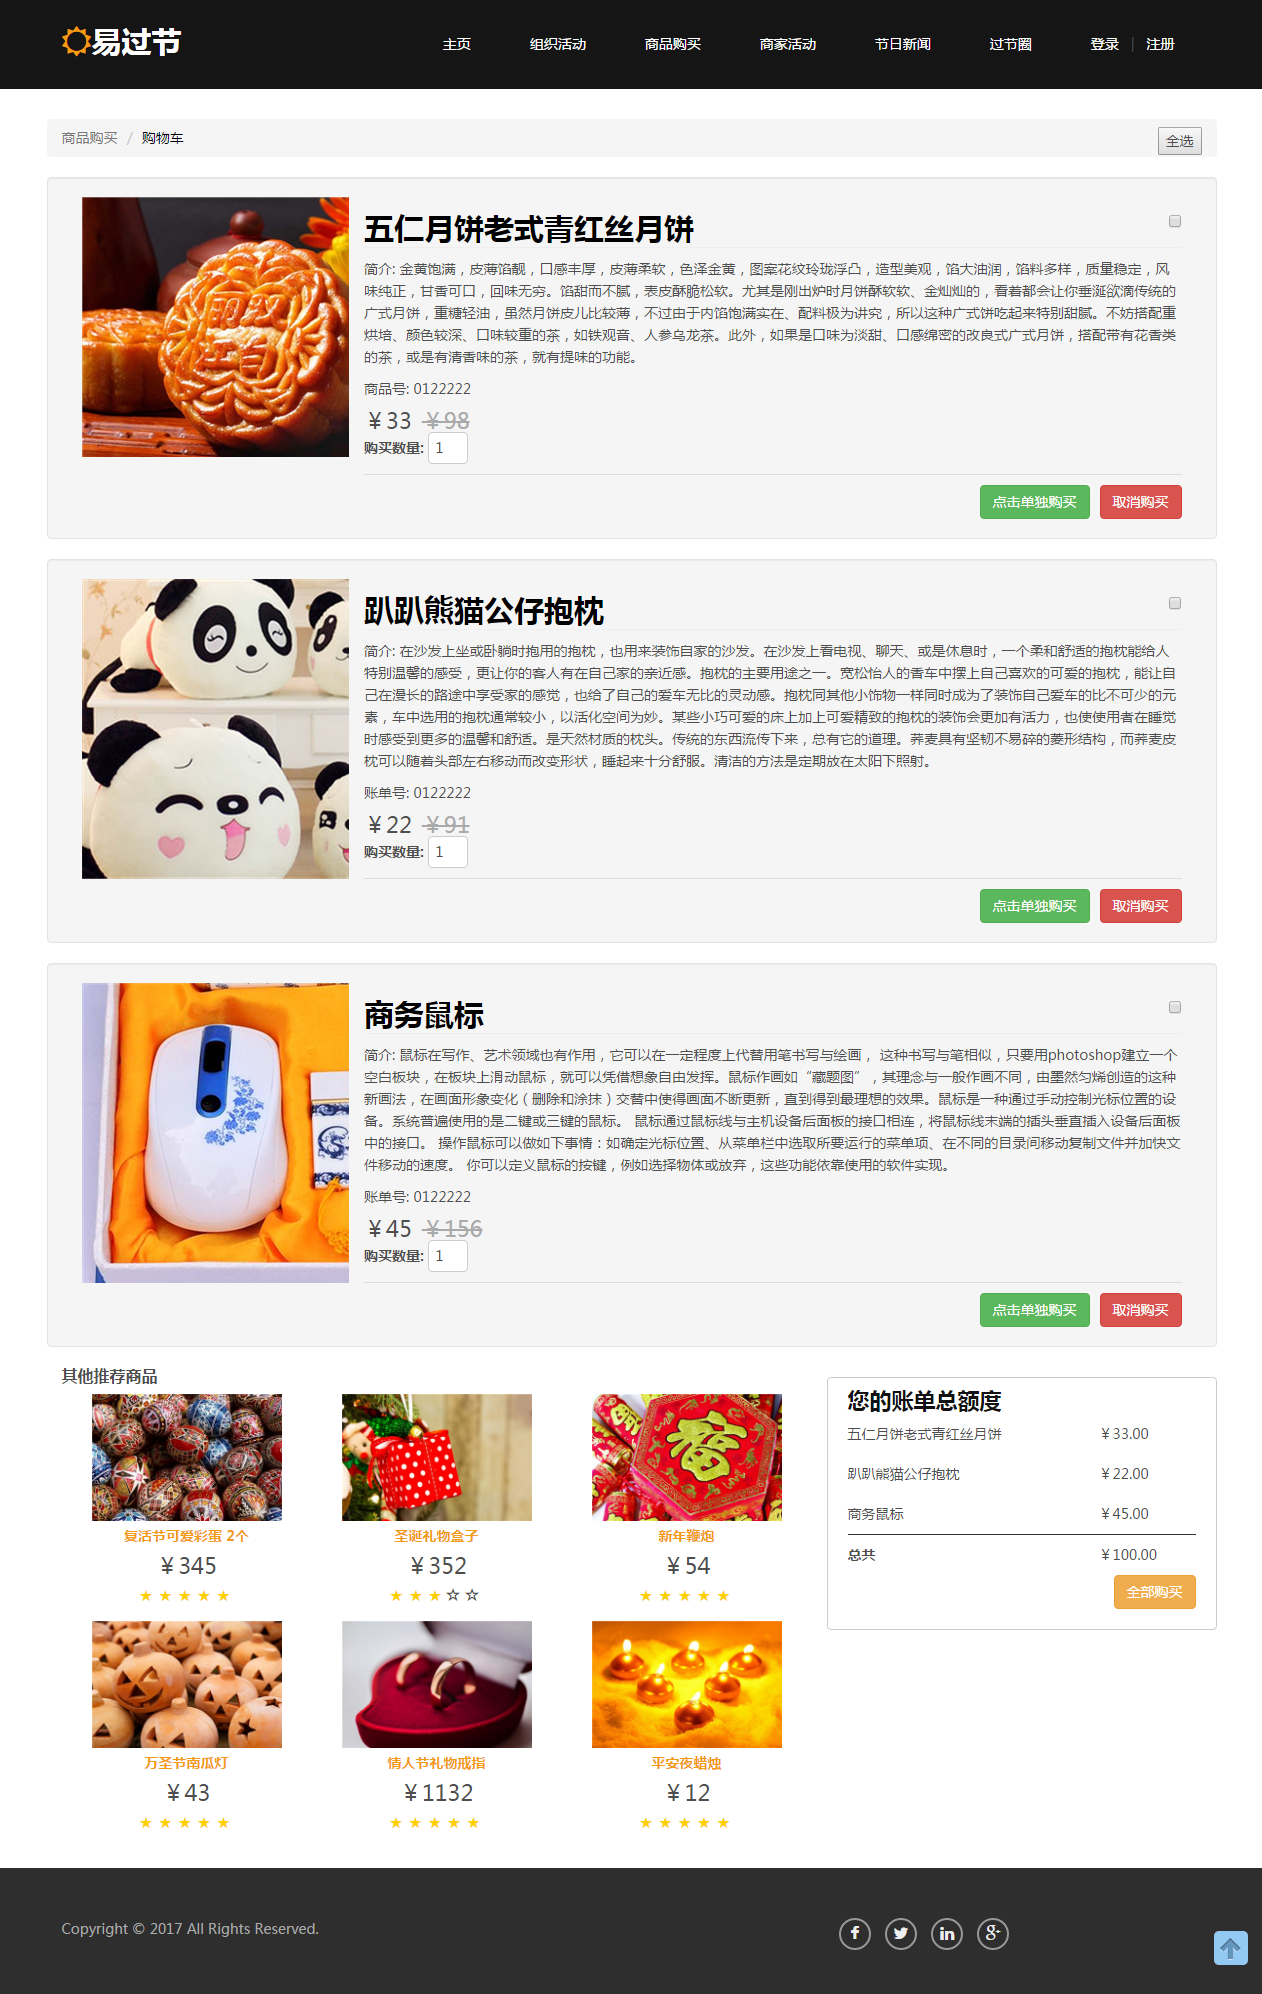 易过节
主页 组织活动 商品购买 商家活动 节日新闻 过节圈 登录 | 注册
商品购买 / 购物车 全选
五仁月饼老式青红丝月饼
简介: 金黄饱满，皮薄馅靓，口感丰厚，皮薄柔软，色泽金黄，图案花纹玲珑浮凸，造型美观，馅大油润，馅料多样，质量稳定，风
味纯正，甘香可口，回味无穷。馅甜而不腻，表皮酥脆松软。尤其是刚出炉时月饼酥软软、金灿灿的，看着都会让你垂涎欲滴传统的
广式月饼，重糖轻油，虽然月饼皮儿比较薄，不过由于内馅饱满实在、配料极为讲究，所以这种广式饼吃起来特别甜腻。不妨搭配重
烘培、颜色较深、口味较重的茶，如铁观音、人参乌龙茶。此外，如果是口味为淡甜、口感绵密的改良式广式月饼，搭配带有花香类
的茶，或是有清香味的茶，就有提味的功能。
商品号: 0122222
¥ 33 ¥ 98
购买数量: 1
点击单独购买 取消购买
趴趴熊猫公仔抱枕
简介: 在沙发上坐或卧躺时抱用的抱枕，也用来装饰自家的沙发。在沙发上看电视、聊天、或是休息时，一个柔和舒适的抱枕能给人
特别温馨的感受，更让你的客人有在自己家的亲近感。抱枕的主要用途之一。宽松怡人的香车中摆上自己喜欢的可爱的抱枕，能让自
己在漫长的路途中享受家的感觉，也给了自己的爱车无比的灵动感。抱枕同其他小饰物一样同时成为了装饰自己爱车的比不可少的元
素，车中选用的抱枕通常较小，以活化空间为妙。某些小巧可爱的床上加上可爱精致的抱枕的装饰会更加有活力，也使使用者在睡觉
时感受到更多的温馨和舒适。是天然材质的枕头。传统的东西流传下来，总有它的道理。荞麦具有坚韧不易碎的菱形结构，而荞麦皮
枕可以随着头部左右移动而改变形状，睡起来十分舒服。清洁的方法是定期放在太阳下照射。
账单号: 0122222
¥ 22 ¥ 91
购买数量: 1
点击单独购买 取消购买
商务鼠标
简介: 鼠标在写作、艺术领域也有作用，它可以在一定程度上代替用笔书写与绘画， 这种书写与笔相似，只要用photoshop建立一个
空白板块，在板块上滑动鼠标，就可以凭借想象自由发挥。鼠标作画如“藏题图”，其理念与一般作画不同，由墨然匀烯创造的这种
新画法，在画面形象变化（删除和涂抹）交替中使得画面不断更新，直到得到最理想的效果。鼠标是一种通过手动控制光标位置的设
备。系统普遍使用的是二键或三键的鼠标。 鼠标通过鼠标线与主机设备后面板的接口相连，将鼠标线末端的插头垂直插入设备后面板
中的接口。 操作鼠标可以做如下事情：如确定光标位置、从菜单栏中选取所要运行的菜单项、在不同的目录间移动复制文件并加快文
件移动的速度。 你可以定义鼠标的按键，例如选择物体或放弃，这些功能依靠使用的软件实现。
账单号: 0122222
¥ 45 ¥ 156
购买数量: 1
点击单独购买 取消购买
其他推荐商品
福
复活节可爱彩蛋 2个 圣诞礼物盒子 新年鞭炮
¥ 345 ¥ 352 ¥ 54
★ ★ ★ ★ ★ ★ ★ ★ ☆ ☆ ★ ★ ★ ★ ★
万圣节南瓜灯 情人节礼物戒指 平安夜蜡烛
¥ 43 ¥ 1132 ¥ 12
★ ★ ★ ★ ★ ★ ★ ★ ★ ★ ★ ★ ★ ★ ★
您的账单总额度
五仁月饼老式青红丝月饼 ¥ 33.00
趴趴熊猫公仔抱枕 ¥ 22.00
商务鼠标 ¥ 45.00
总共 ¥ 100.00
全部购买
Copyright © 2017 All Rights Reserved.